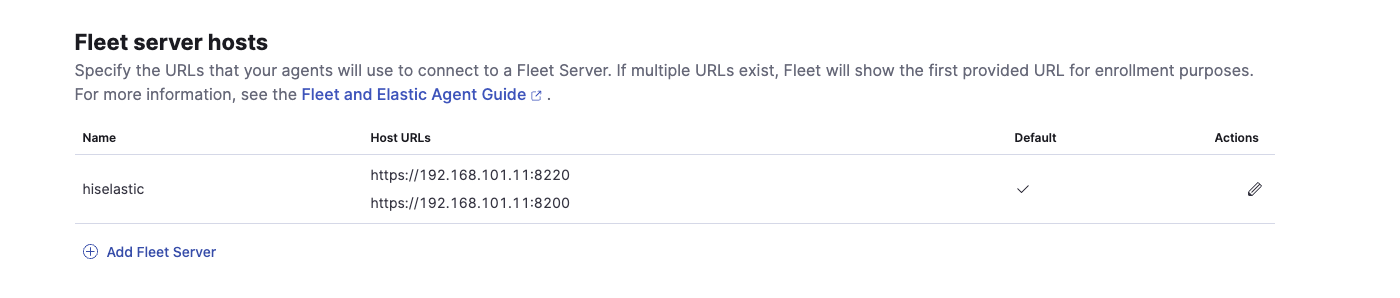 Fleet server hosts
Specify the URLs that your agents will use to connect to a Fleet Server. If multiple URLs exist, Fleet will show the first provided URL for enrollment purposes.
For more information, see the Fleet and Elastic Agent Guide .
Name Host URLs Default Actions
https://192.168.101.11:8220
hiselastic
https://192.168.101.11:8200
Add Fleet Server